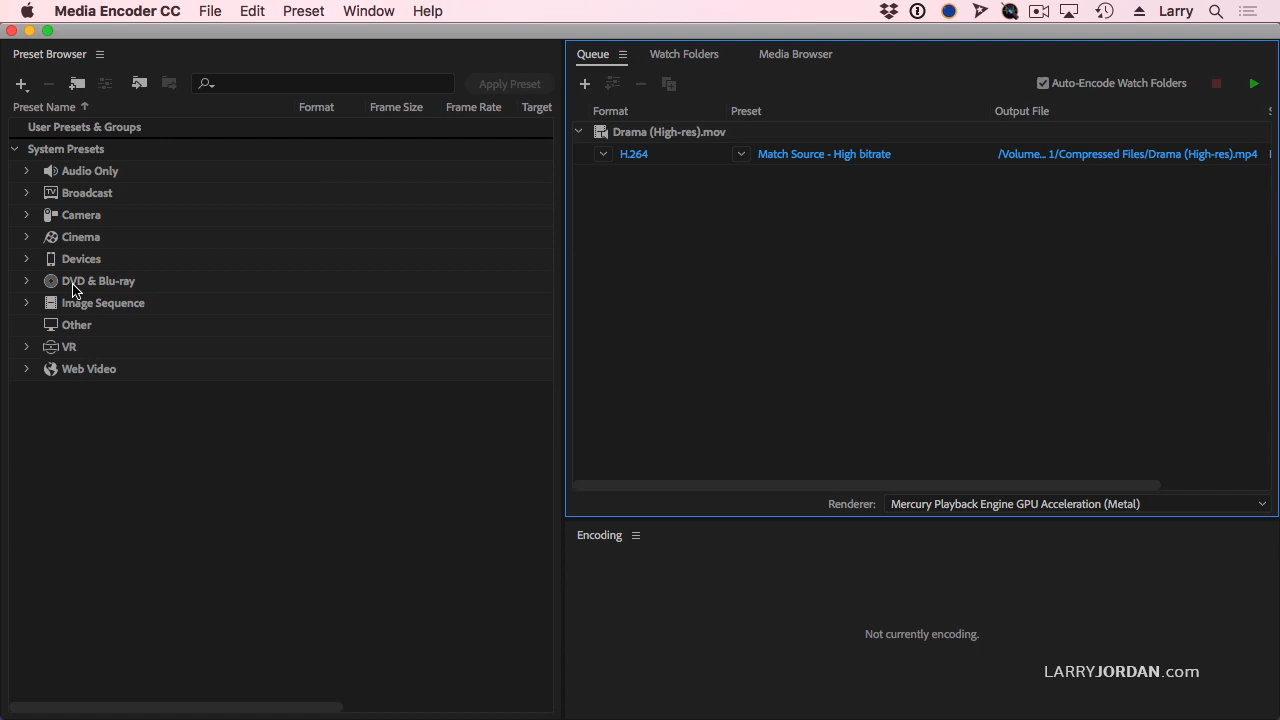 Media Encoder CC File Edit Preset Window Help Larry
Preset Browser
Apply Preset
Preset Name Format Frame Size Frame Rate Target
User Presets & Groups
System Presets
Audio Only
TV Broadcast
Camera
Cinema
Devices
DVD & Blu-ray
Image Sequence
Other
VR
Web Video
Queue Watch Folders Media Browser
Auto-Encode Watch Folders
Format Preset Output File
Drama (High-res).mov
H.264 Match Source - High bitrate /Volume... 1/Compressed Files/Drama (High-res).mp4
Renderer: Mercury Playback Engine GPU Acceleration (Metal)
Encoding
Not currently encoding.
LARRYJORDAN.com